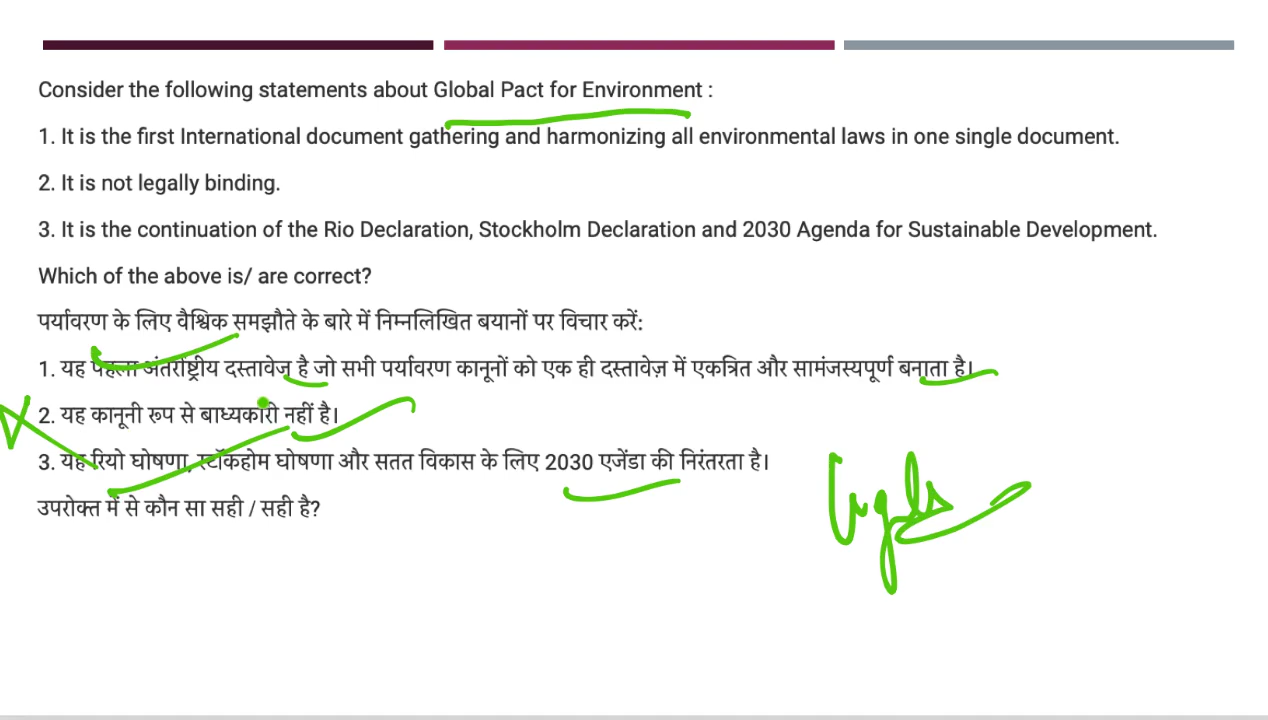 Consider the following statements about Global Pact for Environment :
1. It is the first International document gathering and harmonizing all environmental laws in one single document.
2. It is not legally binding.
3. It is the continuation of the Rio Declaration, Stockholm Declaration and 2030 Agenda for Sustainable Development.
Which of the above is/ are correct?
पर्यावरण के लिए वैश्विक समझौते के बारे में निम्नलिखित बयानों पर विचार करें:
1. यह पहला अंतर्राष्ट्रीय दस्तावेज है जो सभी पर्यावरण कानूनों को एक ही दस्तावेज़ में एकत्रित और सामंजस्यपूर्ण बनाता है।
2. यह कानूनी रूप से बाध्यकारी नहीं है।
3. यह रियो घोषणा, स्टॉकहोम घोषणा और सतत विकास के लिए 2030 एजेंडा की निरंतरता है।
उपरोक्त में से कौन सा सही / सही है?